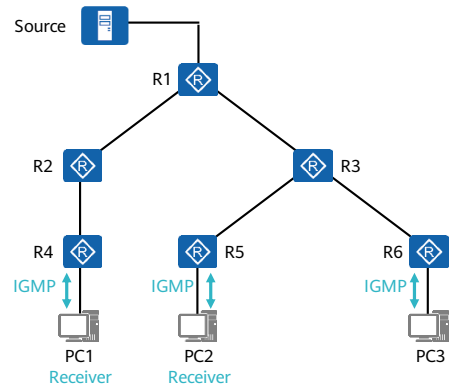 Source
R1
R
R2
R
R
R3
R4
R
R
R5
R6
R
IGMP
IGMP
IGMP
PC1
PC2
PC3
Receiver
Receiver